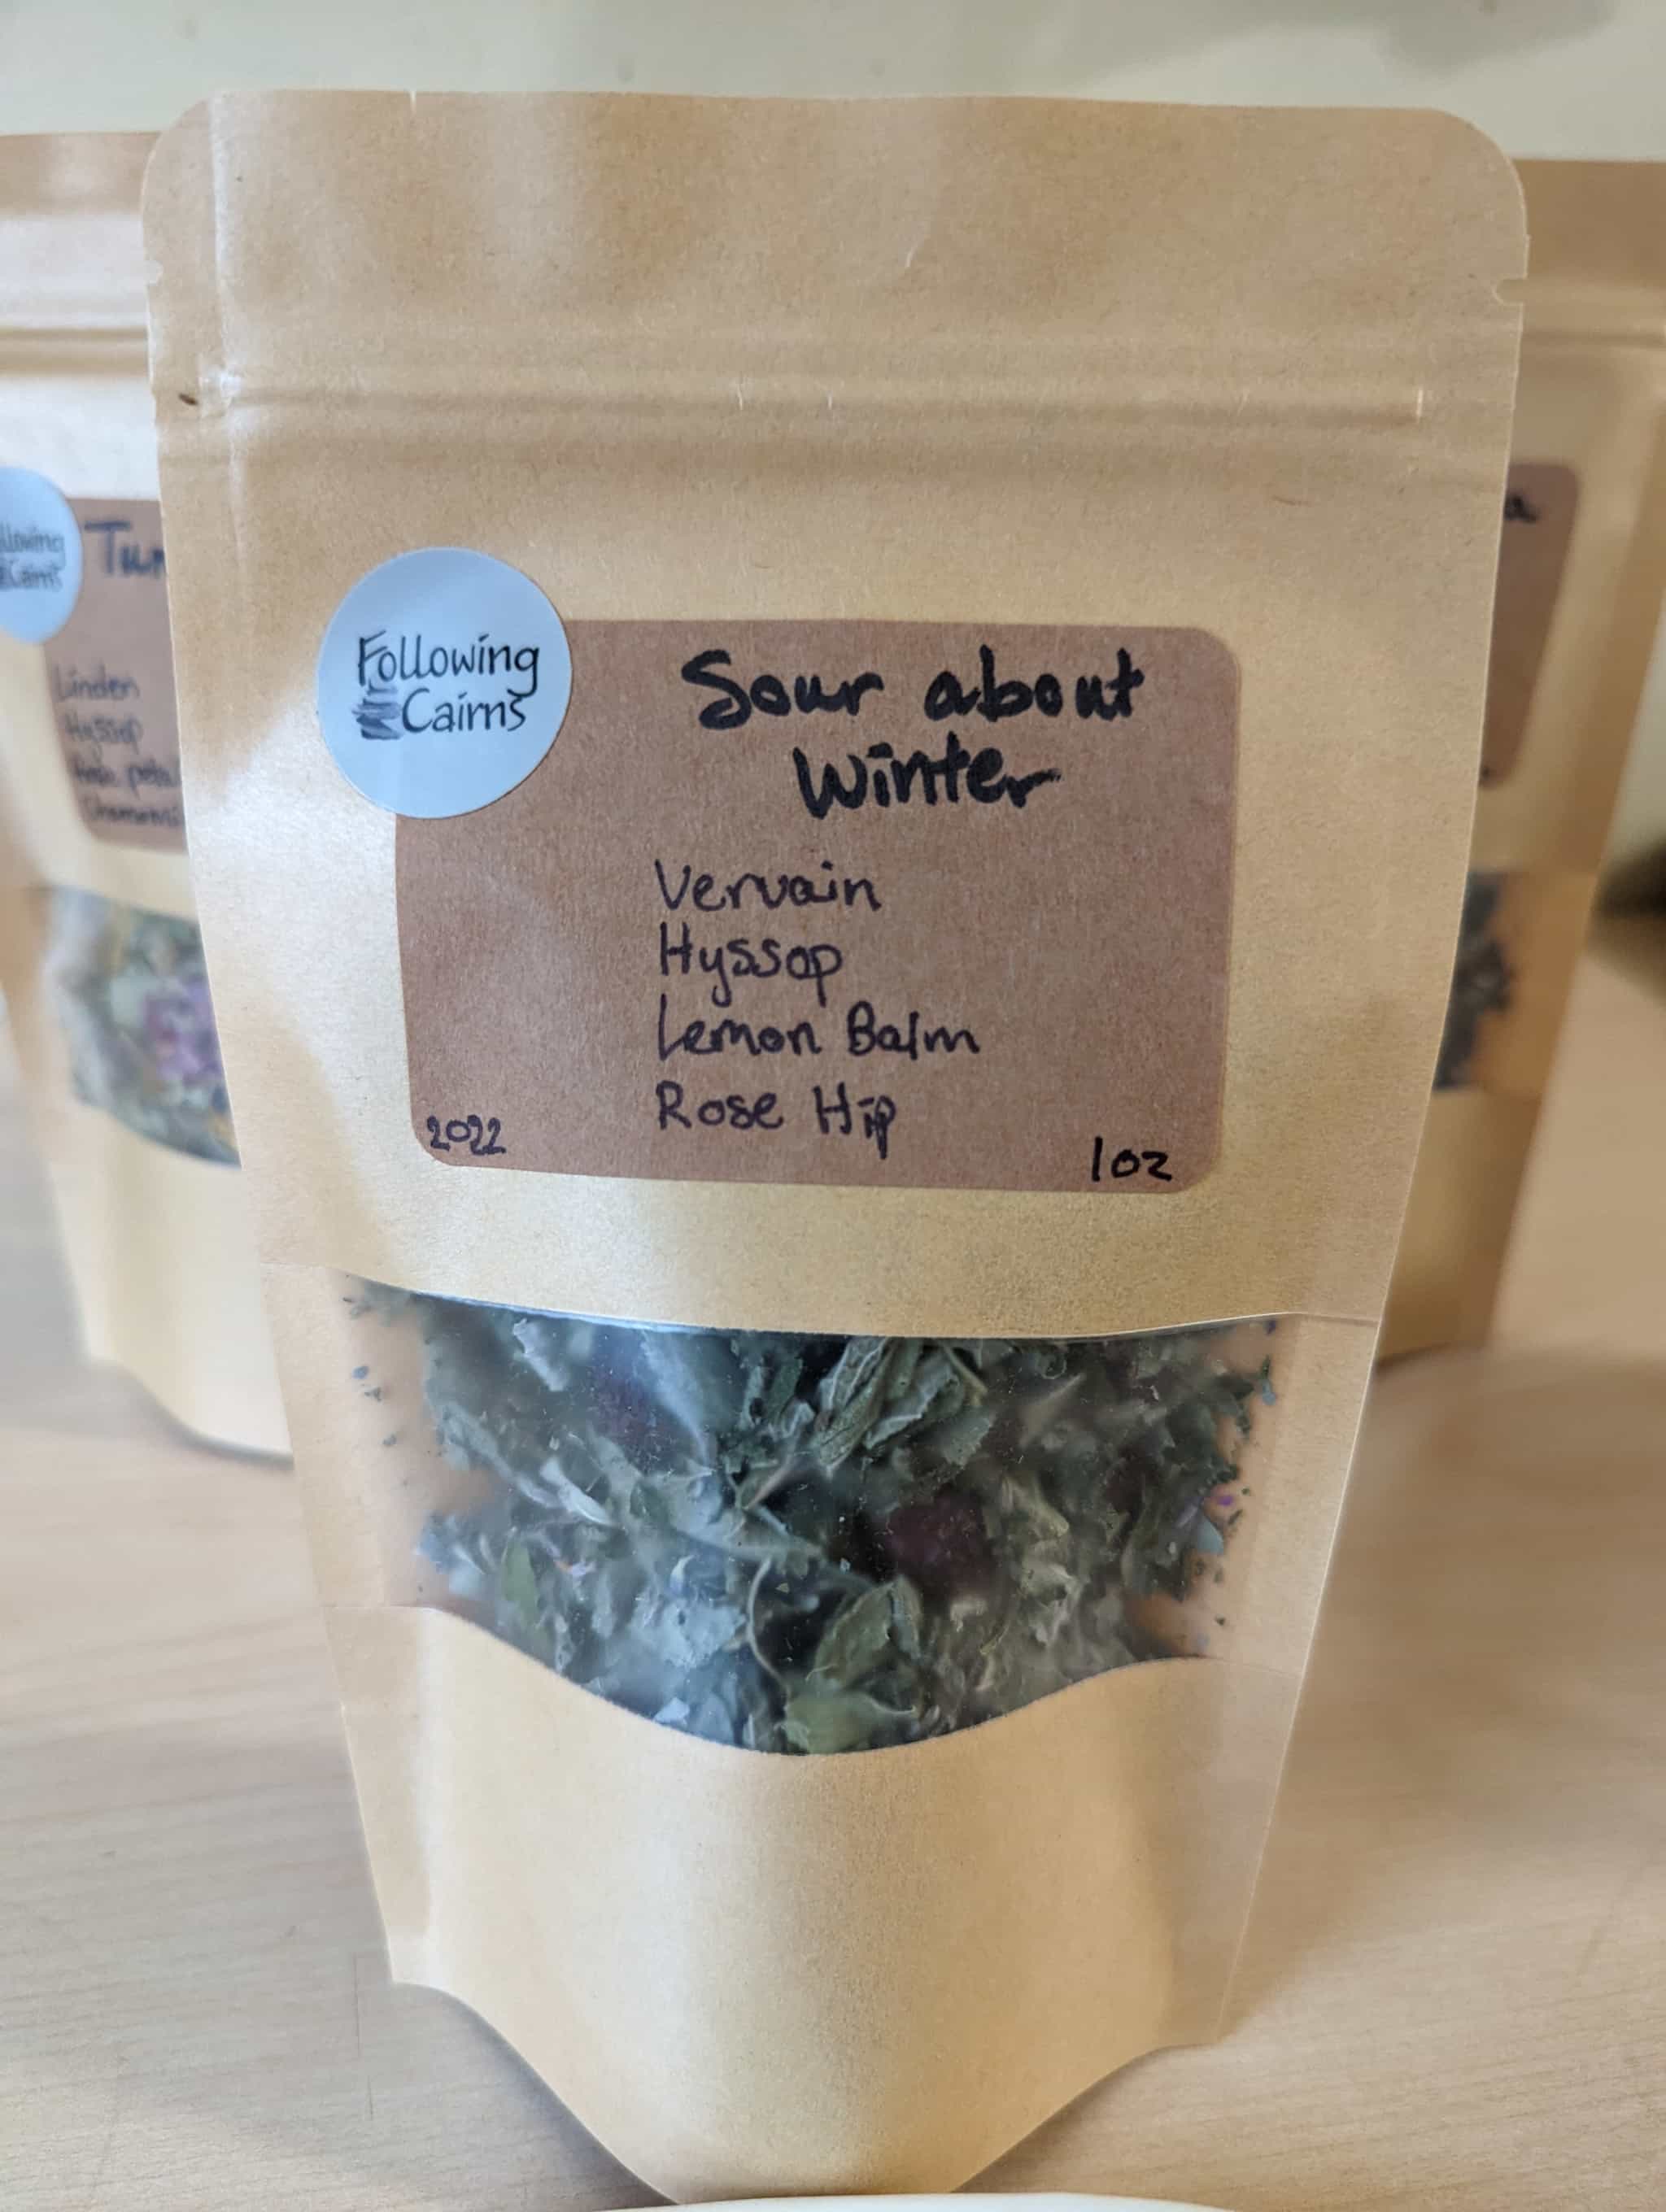 Following
Cairns
Sour about
Winter
Vervain
Hyssop
Lemon Balm
Rose Hip
2022
1oz
Linden
Hyssop